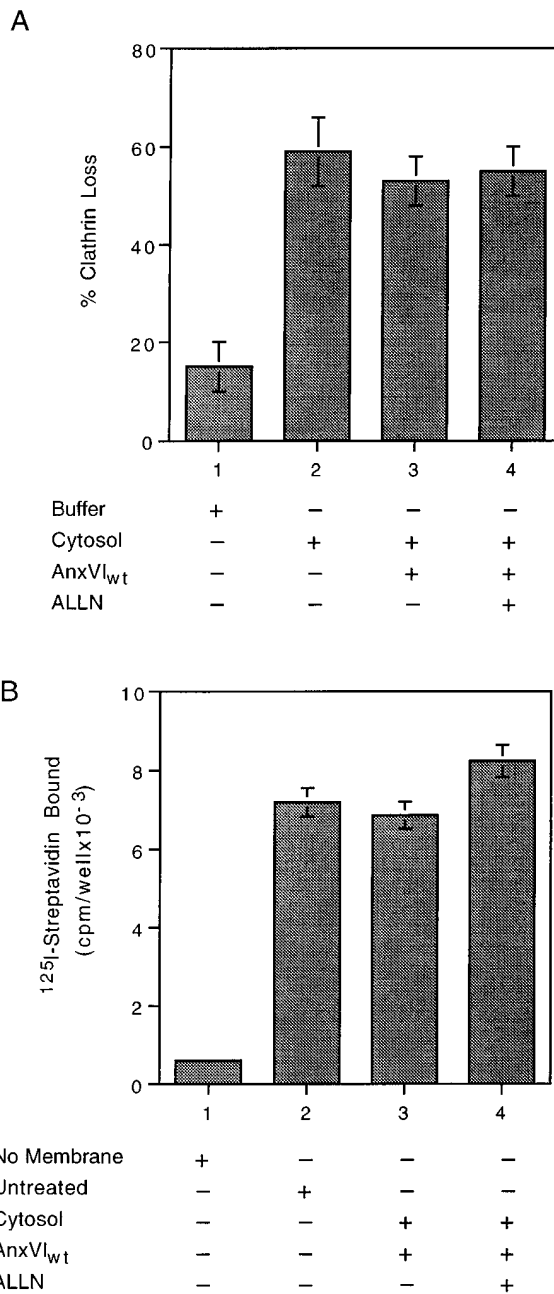 A
80
60
40
20
0
% Clathrin Loss
1 2 3 4
Buffer + − − −
Cytosol − + + +
AnxVIwt − − + +
ALLN − − − +
B
10
8
6
4
2
0
125I-Streptavidin Bound
(cpm/wellx10-3)
1 2 3 4
No Membrane + − − −
Untreated − + − −
Cytosol − − + +
AnxVIwt − − + +
ALLN − − − +